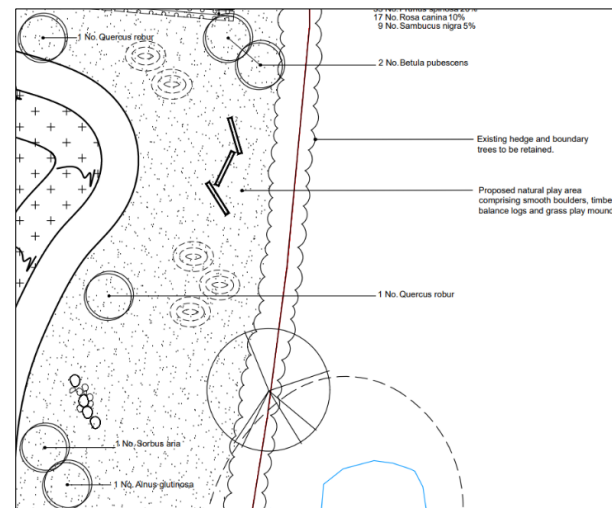 17 No. Rosa canina 10%
9 No. Sambucus nigra 5%
1 No. Quercus robur
2 No. Betula pubescens
Existing hedge and boundary
trees to be retained.
Proposed natural play area
comprising smooth boulders, timbe
balance logs and grass play mound
1 No. Quercus robur
1 No. Sorbus aria
1 No. Alnus glutinosa